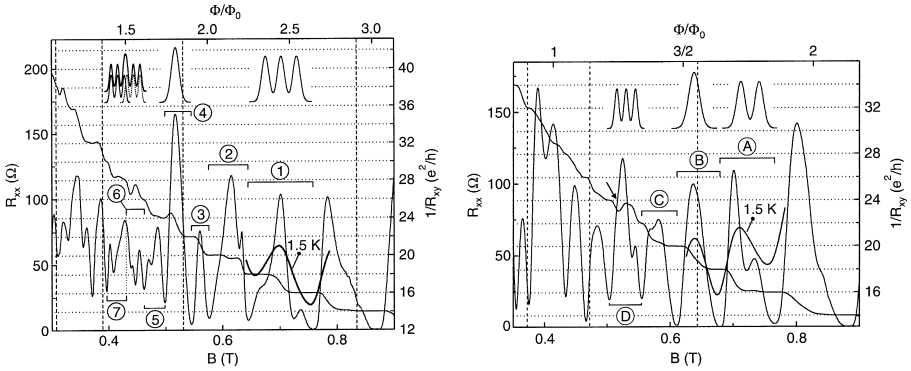 Φ/Φ0
1.5 2.0 2.5 3.0
200
150
100
50
0
Rxx (Ω)
40
36
32
28
24
20
16
12
1/Rxy (e²/h)
④
②
①
③
⑥
1.5 K
⑦
⑤
0.4 0.6 0.8
B (T)
Φ/Φ0
1 3/2 2
150
100
50
0
Rxx (Ω)
32
28
24
20
16
1/Rxy (e²/h)
A
B
C
1.5 K
D
0.4 0.6 0.8
B (T)